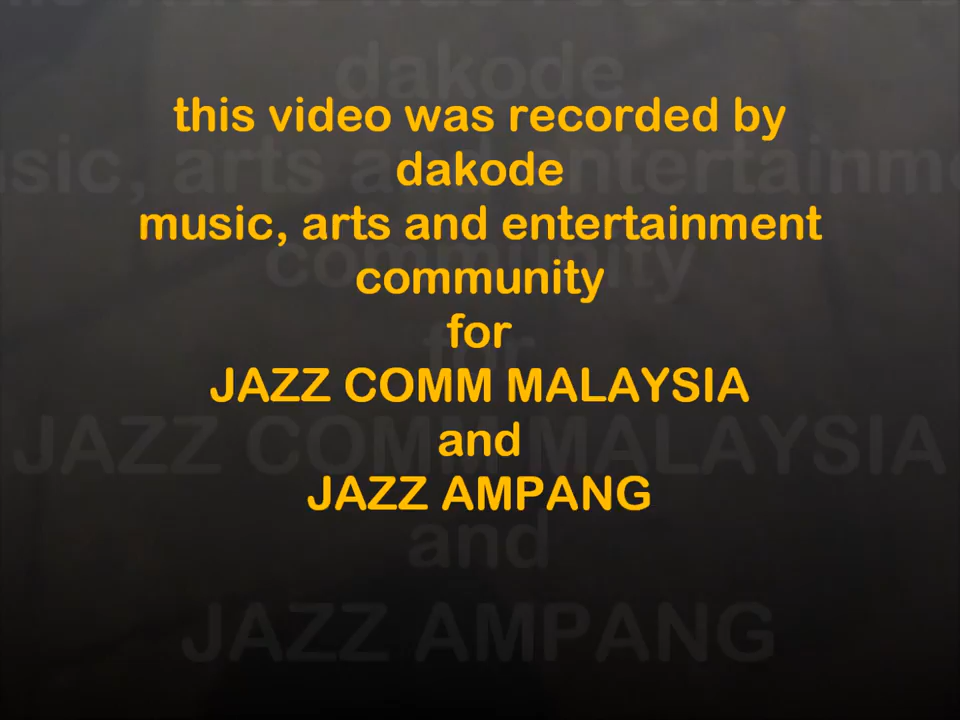 this video was recorded by
dakode
music, arts and entertainment
community
for
JAZZ COMM MALAYSIA
and
JAZZ AMPANG